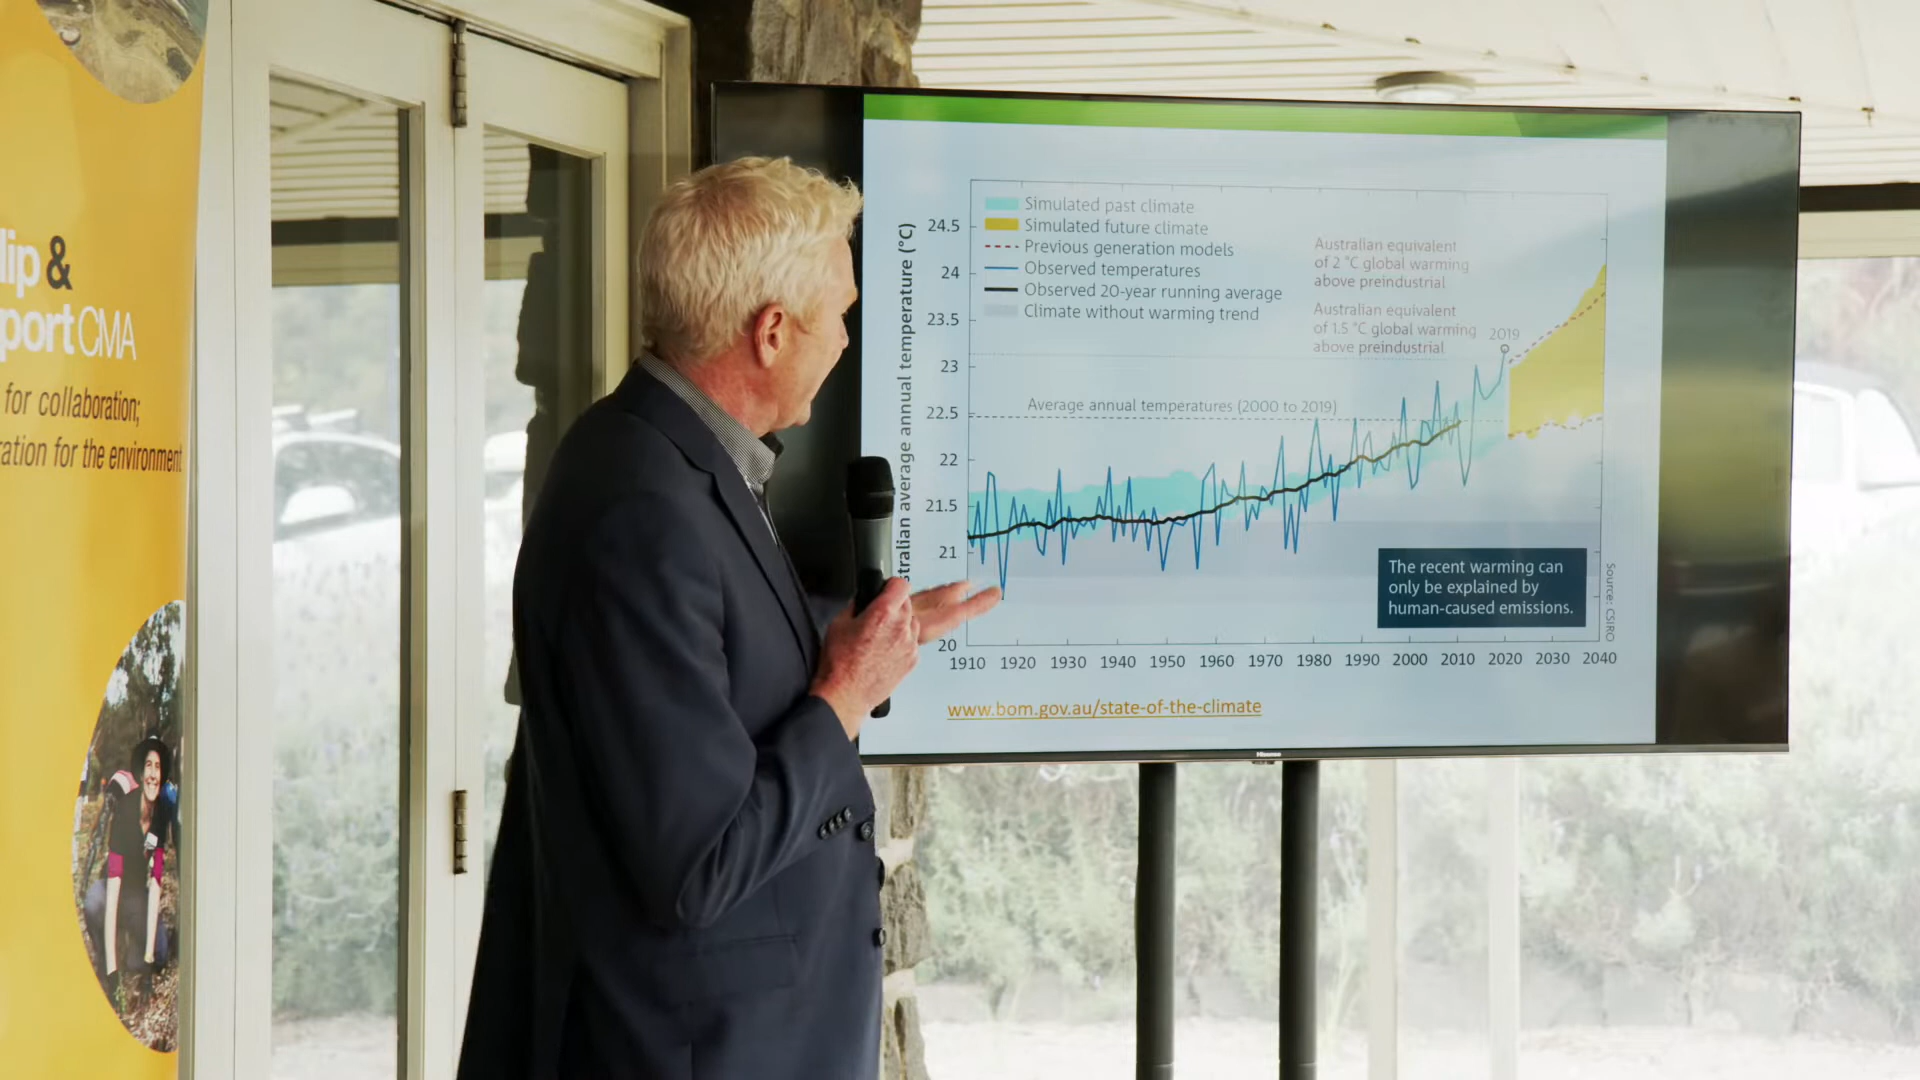 lip &
port CMA
for collaboration;
ration for the environment
Simulated past climate
Simulated future climate
Previous generation models
Observed temperatures
Observed 20-year running average
Climate without warming trend
Australian equivalent
of 2 °C global warming
above preindustrial
Australian equivalent
of 1.5 °C global warming
above preindustrial
2019
Average annual temperatures (2000 to 2019)
stralian average annual temperature (°C)
24.5
24
23.5
23
22.5
22
21.5
21
20
1910 1920 1930 1940 1950 1960 1970 1980 1990 2000 2010 2020 2030 2040
The recent warming can
only be explained by
human-caused emissions.
Source: CSIRO
www.bom.gov.au/state-of-the-climate
Hisense